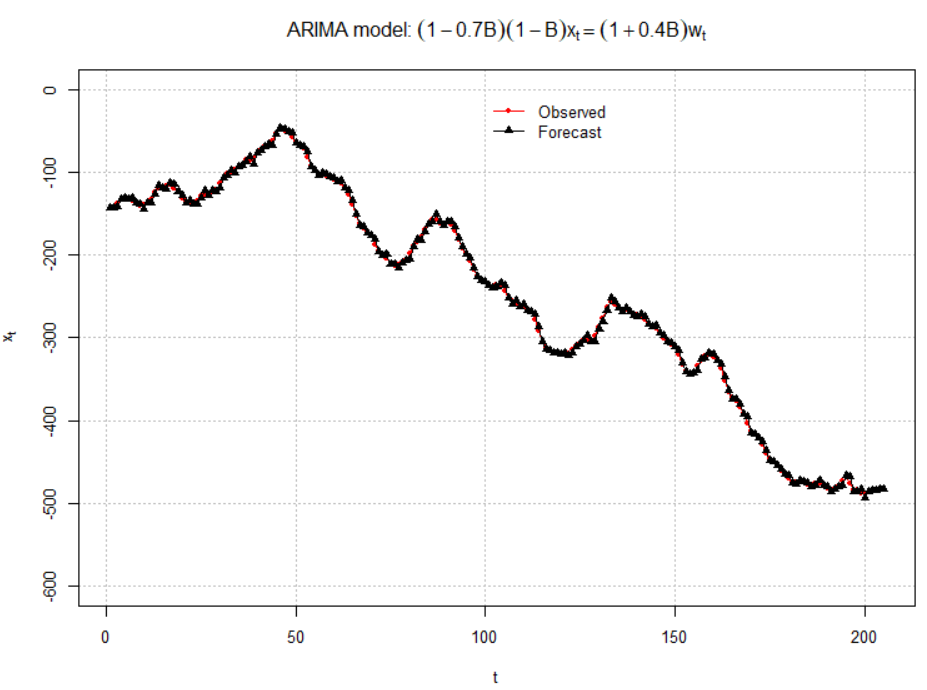 ARIMA model: (1 − 0.7B)(1 − B)xₜ = (1 + 0.4B)wₜ
Observed
Forecast
0
-100
-200
-300
-400
-500
-600
xₜ
0 50 100 150 200
t